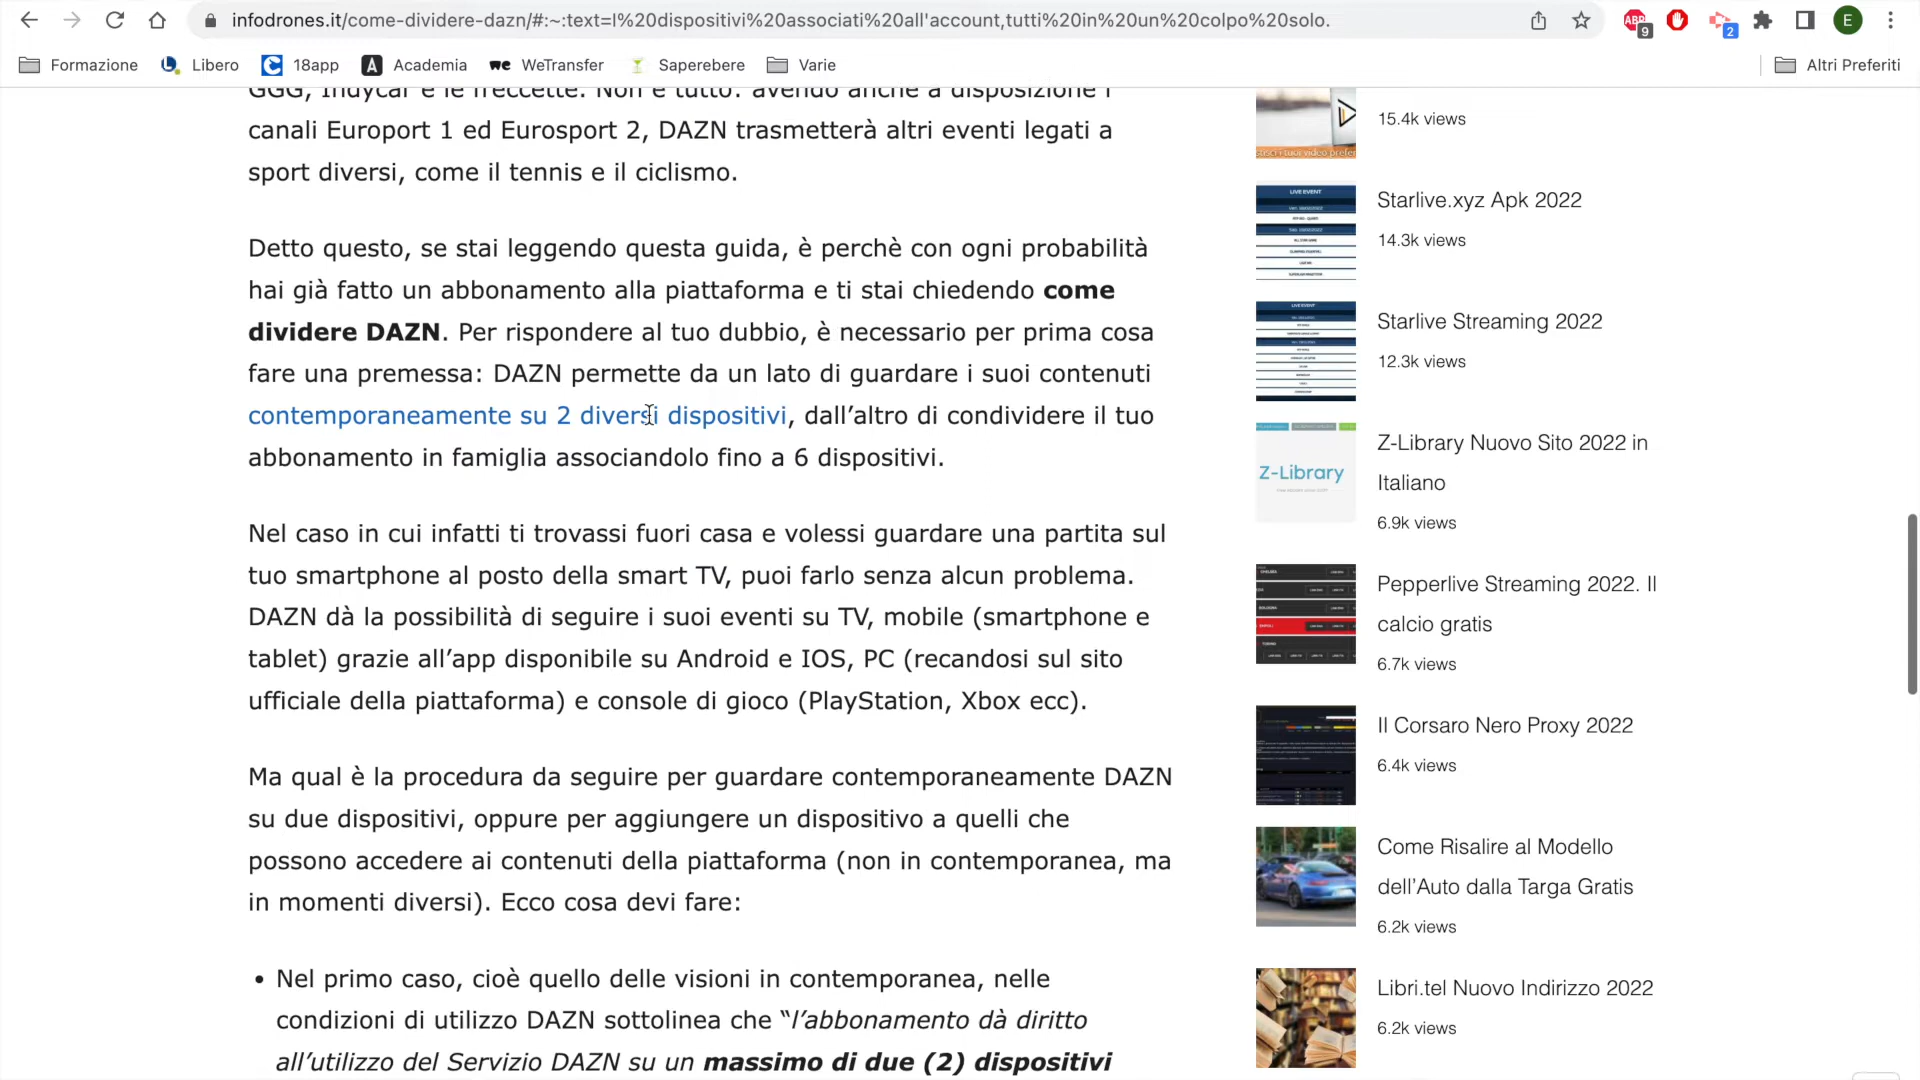 infodrones.it/come-dividere-dazn/#:~:text=I%20dispositivi%20associati%20all'account,tutti%20in%20un%20colpo%20solo.
ABP
9
2
E
Formazione
Libero
18app
Academia
WeTransfer
Saperebere
Varie
Altri Preferiti
GGG, Indycar e le freccette. Non è tutto: avendo anche a disposizione i
canali Europort 1 ed Eurosport 2, DAZN trasmetterà altri eventi legati a
sport diversi, come il tennis e il ciclismo.
Detto questo, se stai leggendo questa guida, è perchè con ogni probabilità
hai già fatto un abbonamento alla piattaforma e ti stai chiedendo come
dividere DAZN. Per rispondere al tuo dubbio, è necessario per prima cosa
fare una premessa: DAZN permette da un lato di guardare i suoi contenuti
contemporaneamente su 2 diversi dispositivi, dall’altro di condividere il tuo
abbonamento in famiglia associandolo fino a 6 dispositivi.
Nel caso in cui infatti ti trovassi fuori casa e volessi guardare una partita sul
tuo smartphone al posto della smart TV, puoi farlo senza alcun problema.
DAZN dà la possibilità di seguire i suoi eventi su TV, mobile (smartphone e
tablet) grazie all’app disponibile su Android e IOS, PC (recandosi sul sito
ufficiale della piattaforma) e console di gioco (PlayStation, Xbox ecc).
Ma qual è la procedura da seguire per guardare contemporaneamente DAZN
su due dispositivi, oppure per aggiungere un dispositivo a quelli che
possono accedere ai contenuti della piattaforma (non in contemporanea, ma
in momenti diversi). Ecco cosa devi fare:
• Nel primo caso, cioè quello delle visioni in contemporanea, nelle
condizioni di utilizzo DAZN sottolinea che “l’abbonamento dà diritto
all’utilizzo del Servizio DAZN su un massimo di due (2) dispositivi
15.4k views
LIVE EVENT
Starlive.xyz Apk 2022
14.3k views
LIVE EVENT
Starlive Streaming 2022
12.3k views
Z-Library
Z-Library Nuovo Sito 2022 in
Italiano
6.9k views
Pepperlive Streaming 2022. Il
calcio gratis
6.7k views
Il Corsaro Nero Proxy 2022
6.4k views
Come Risalire al Modello
dell'Auto dalla Targa Gratis
6.2k views
Libri.tel Nuovo Indirizzo 2022
6.2k views